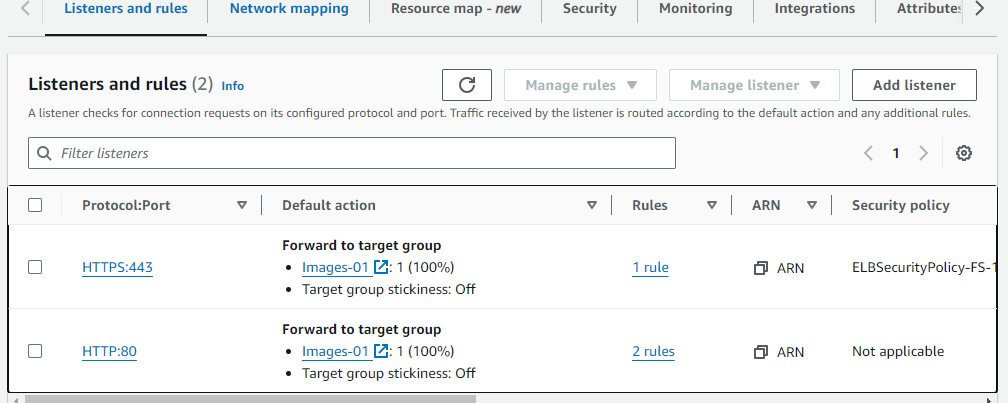 Listeners and rules Network mapping Resource map - new Security Monitoring Integrations Attributes
Listeners and rules (2) Info Manage rules Manage listener Add listener
A listener checks for connection requests on its configured protocol and port. Traffic received by the listener is routed according to the default action and any additional rules.
Filter listeners 1
Protocol:Port Default action Rules ARN Security policy
Forward to target group
HTTPS:443 • Images-01 : 1 (100%) 1 rule ARN ELBSecurityPolicy-FS-1
• Target group stickiness: Off
Forward to target group
HTTP:80 • Images-01 : 1 (100%) 2 rules ARN Not applicable
• Target group stickiness: Off